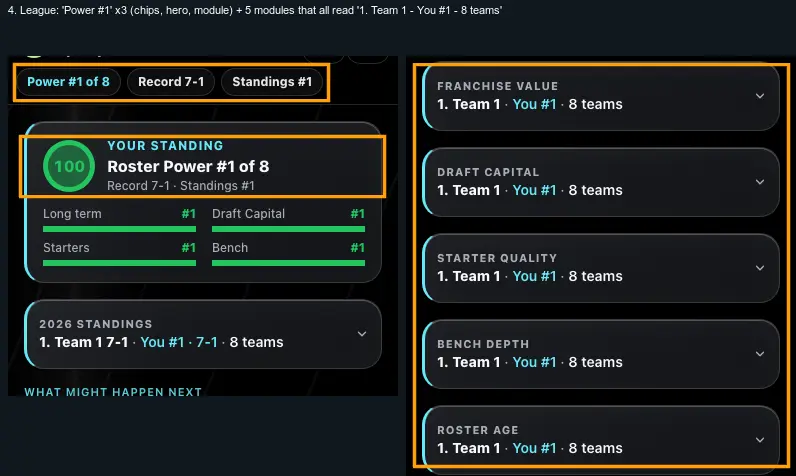 4. League: 'Power #1' x3 (chips, hero, module) + 5 modules that all read '1. Team 1 - You #1 - 8 teams'
Power #1 of 8
Record 7-1
Standings #1
100
YOUR STANDING
Roster Power #1 of 8
Record 7-1 · Standings #1
Long term #1
Draft Capital #1
Starters #1
Bench #1
2026 STANDINGS
1. Team 1 7-1 · You #1 · 7-1 · 8 teams
WHAT MIGHT HAPPEN NEXT
FRANCHISE VALUE
1. Team 1 · You #1 · 8 teams
DRAFT CAPITAL
1. Team 1 · You #1 · 8 teams
STARTER QUALITY
1. Team 1 · You #1 · 8 teams
BENCH DEPTH
1. Team 1 · You #1 · 8 teams
ROSTER AGE
1. Team 1 · You #1 · 8 teams